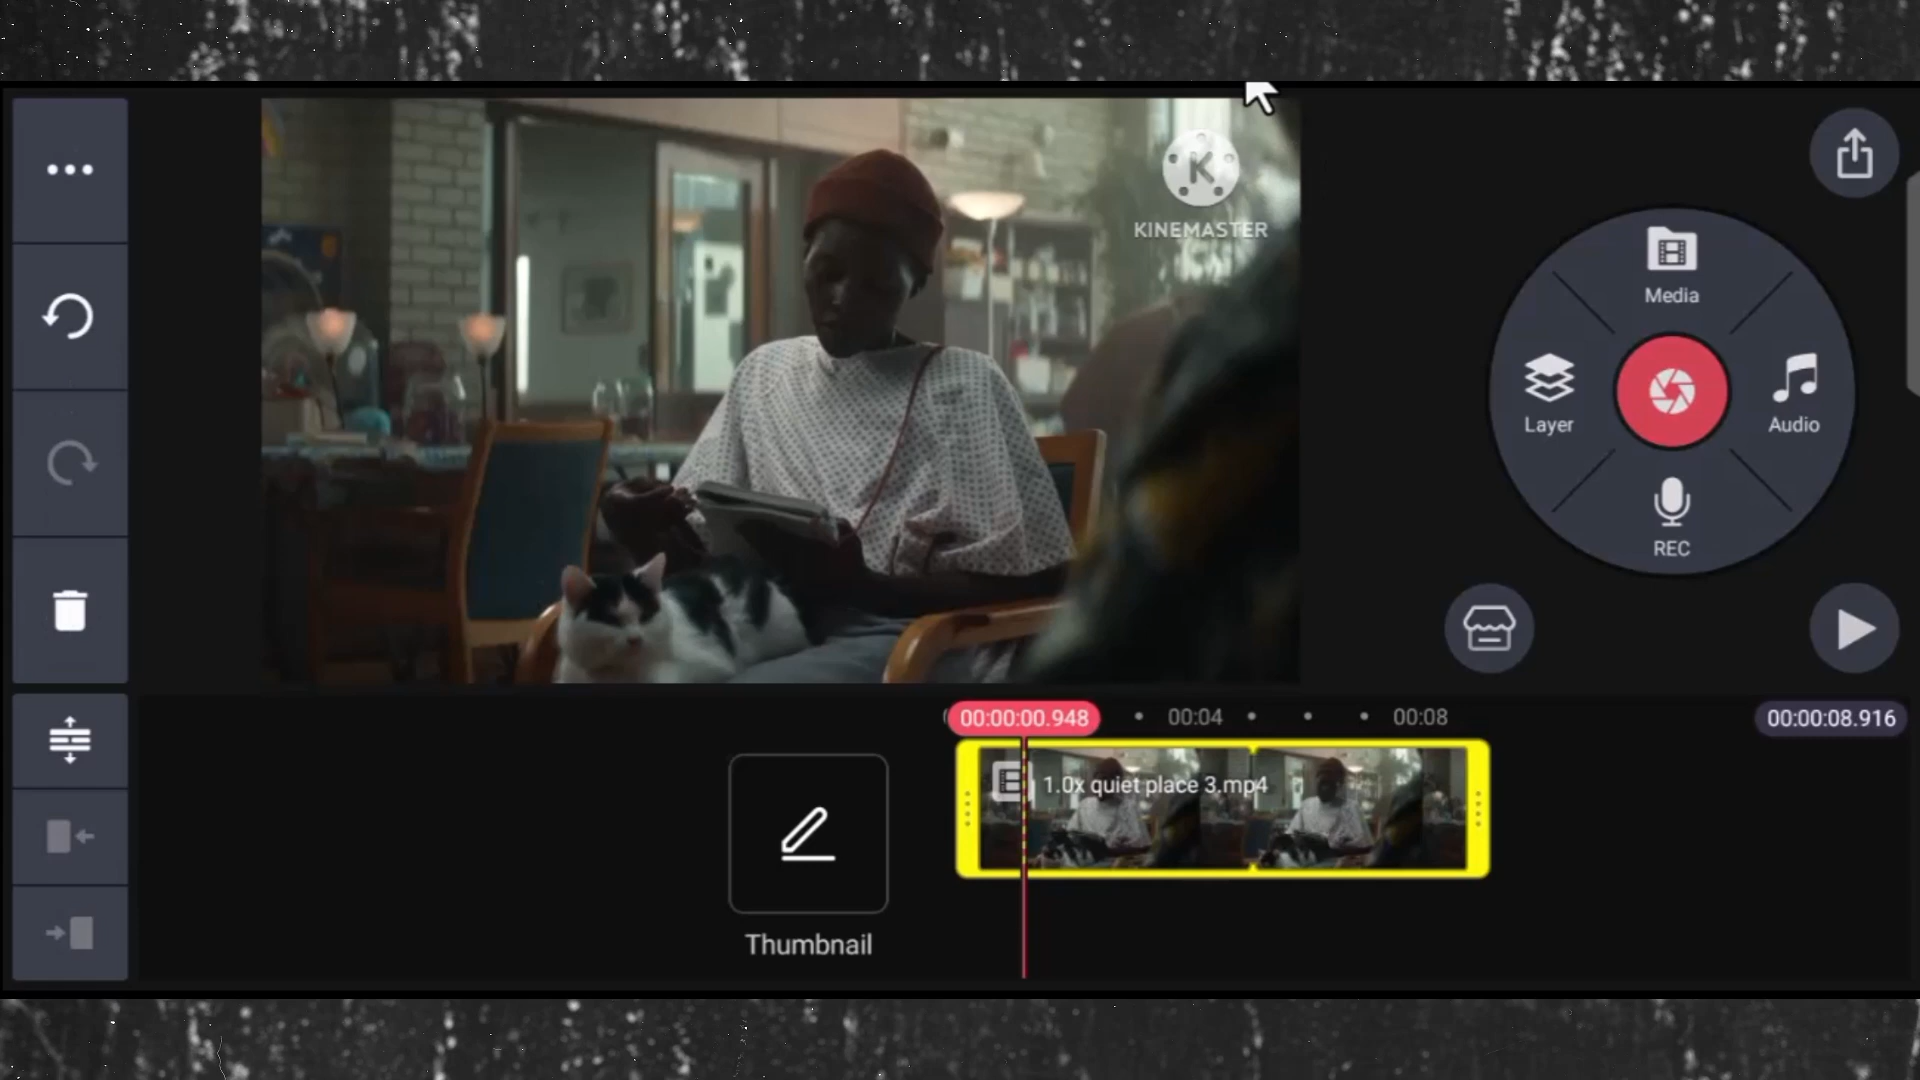 K
KINEMASTER
Media
Layer
Audio
REC
00:00:00.948
00:04
00:08
00:00:08.916
1.0x quiet place 3.mp4
Thumbnail